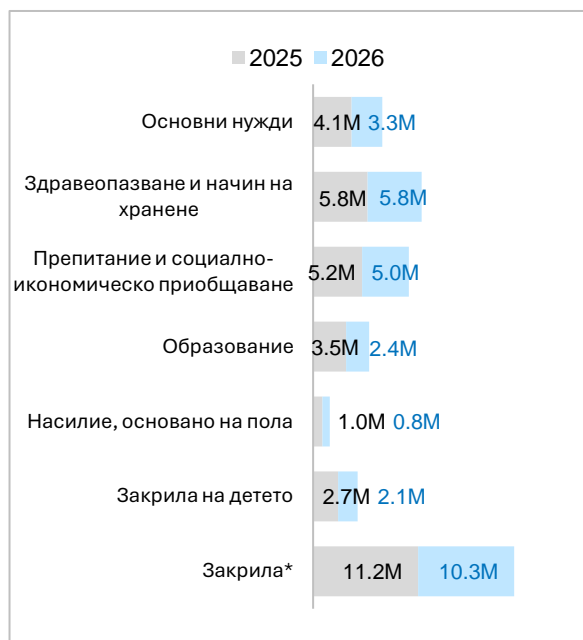 2025 2026
Основни нужди 4.1M 3.3M
Здравеопазване и начин на
хранене 5.8M 5.8M
Препитание и социално-
икономическо приобщаване 5.2M 5.0M
Образование 3.5M 2.4M
Насилие, основано на пола 1.0M 0.8M
Закрила на детето 2.7M 2.1M
Закрила* 11.2M 10.3M